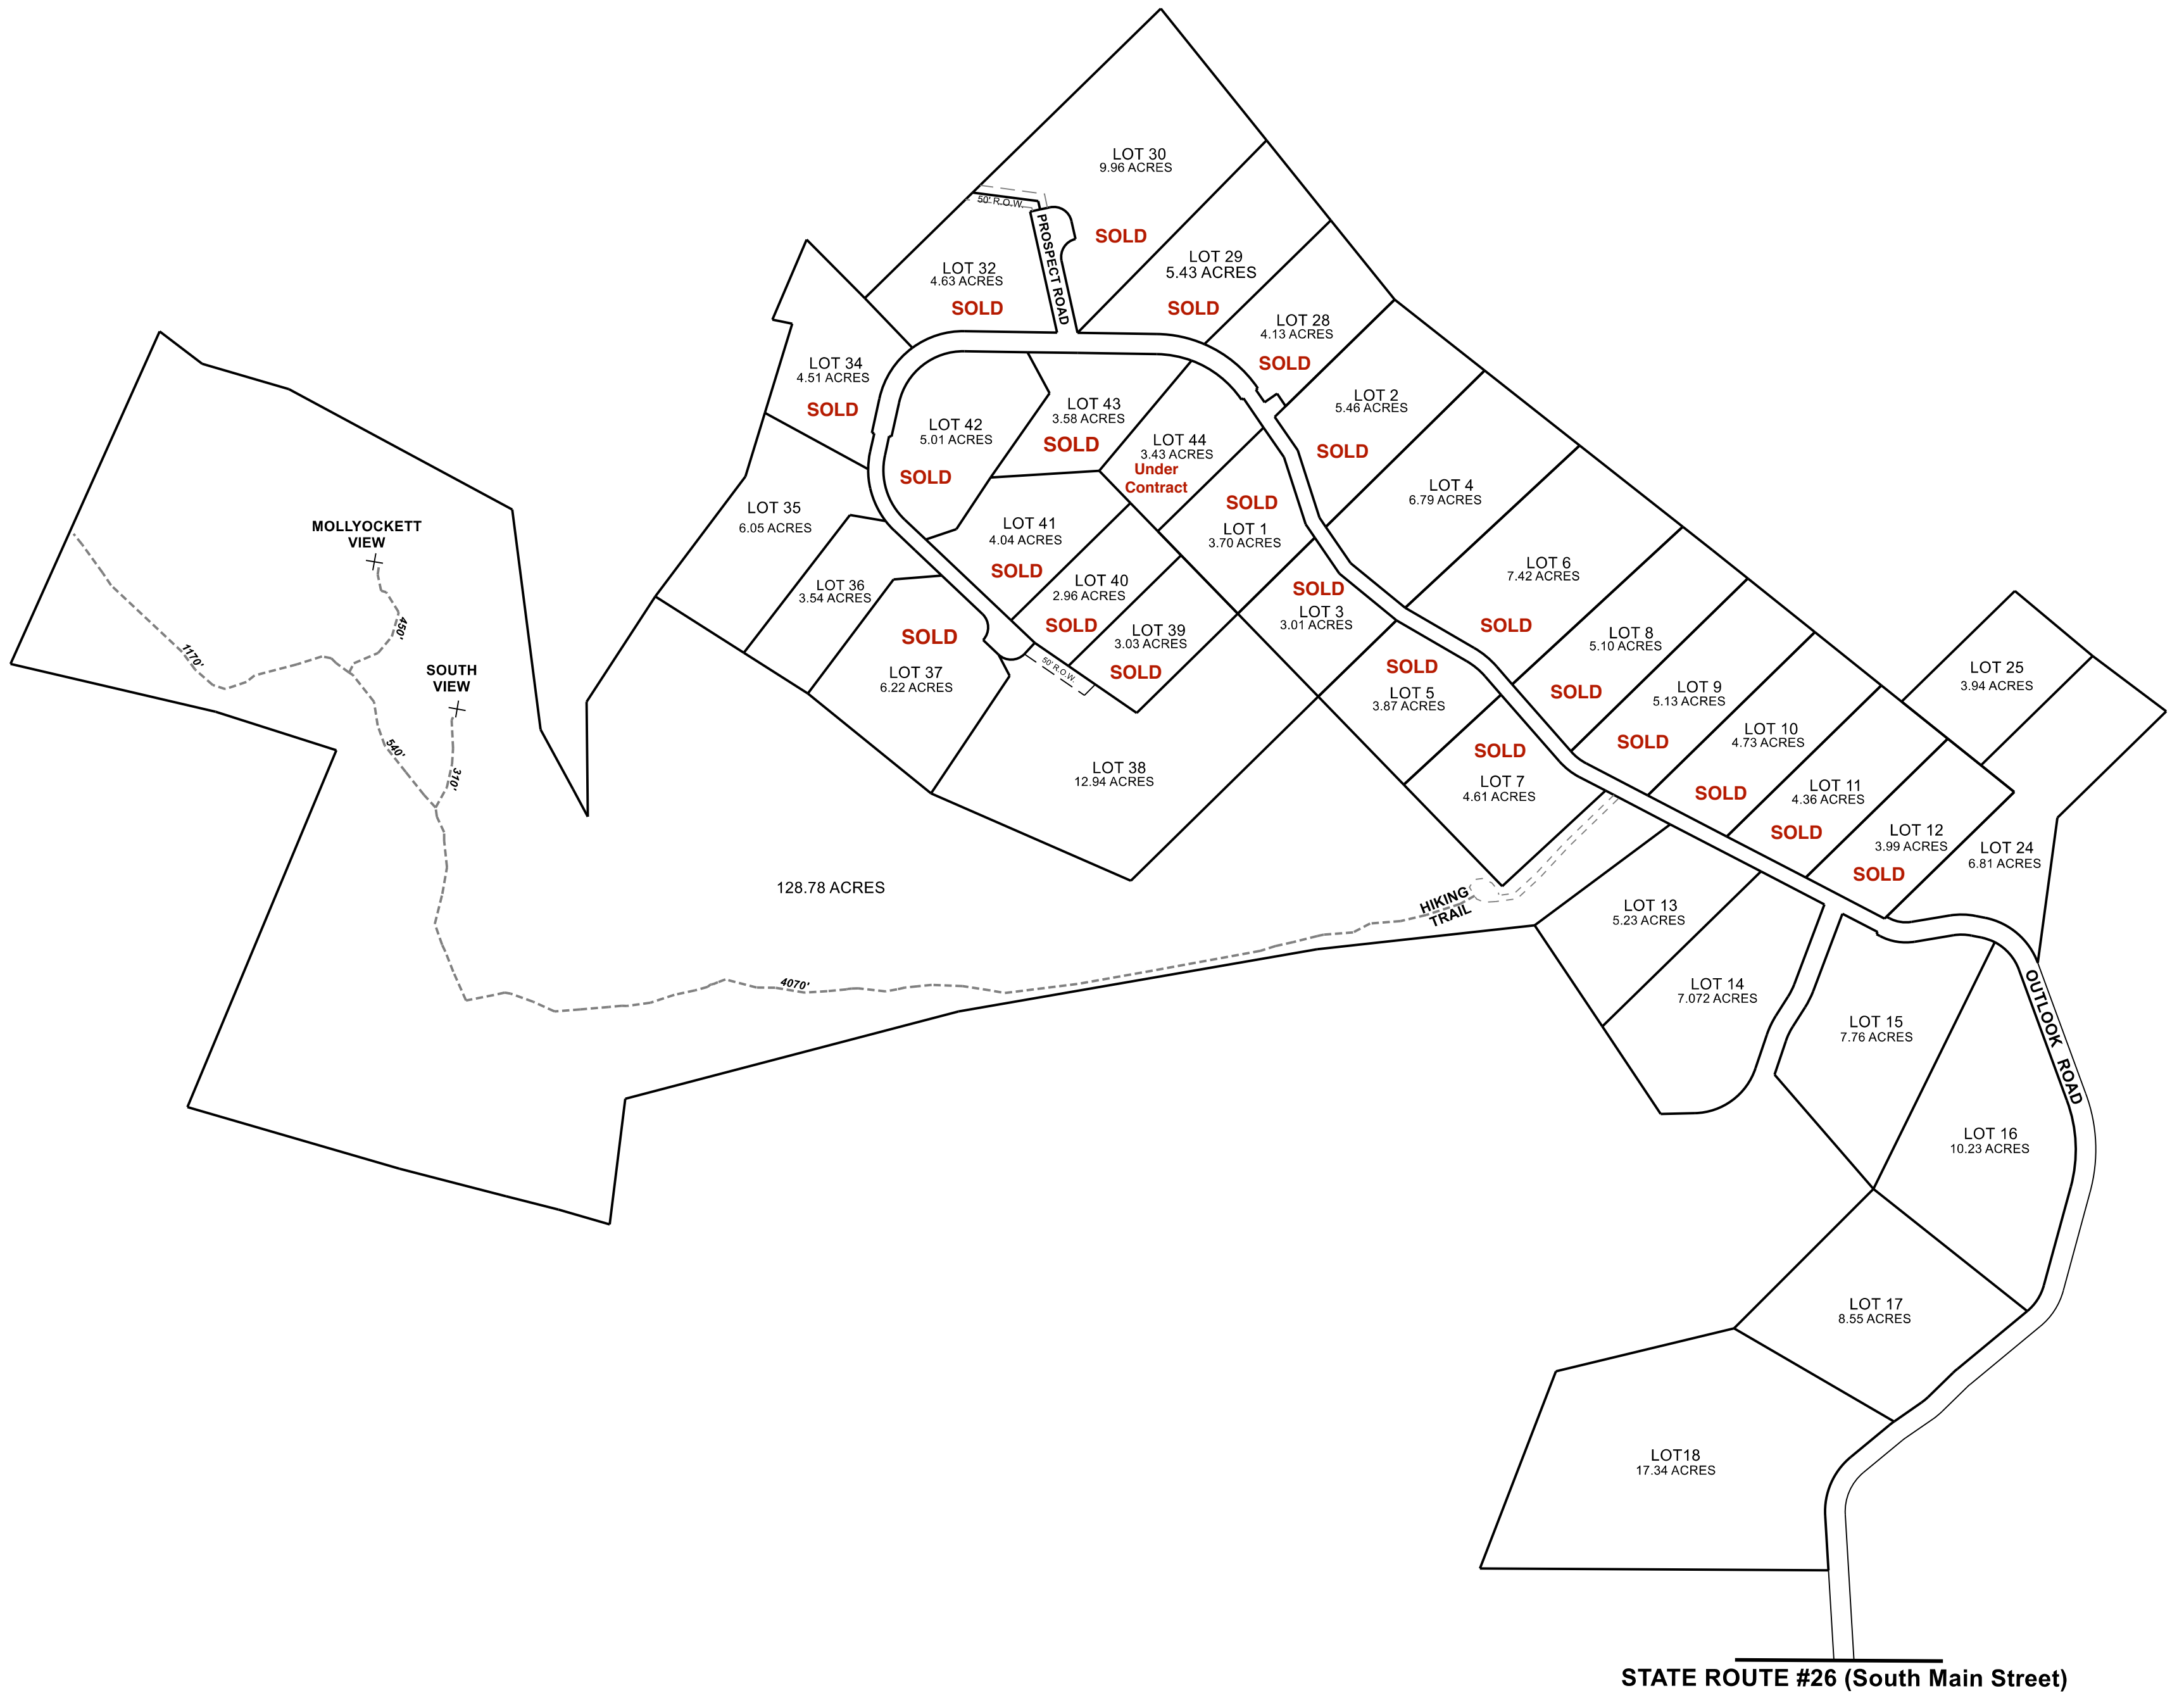 LOT 30
9.96 ACRES
SOLD
50' R.O.W.
PROSPECT ROAD
LOT 32
4.63 ACRES
SOLD
LOT 29
5.43 ACRES
SOLD
LOT 28
4.13 ACRES
SOLD
LOT 34
4.51 ACRES
SOLD
LOT 42
5.01 ACRES
SOLD
LOT 43
3.58 ACRES
SOLD
LOT 44
3.43 ACRES
Under
Contract
LOT 2
5.46 ACRES
SOLD
LOT 4
6.79 ACRES
LOT 35
6.05 ACRES
LOT 41
4.04 ACRES
SOLD
SOLD
LOT 1
3.70 ACRES
LOT 36
3.54 ACRES
LOT 40
2.96 ACRES
SOLD
LOT 39
3.03 ACRES
SOLD
50' R.O.W.
SOLD
LOT 3
3.01 ACRES
LOT 6
7.42 ACRES
SOLD
SOLD
LOT 37
6.22 ACRES
SOLD
LOT 5
3.87 ACRES
LOT 8
5.10 ACRES
SOLD
LOT 9
5.13 ACRES
SOLD
LOT 10
4.73 ACRES
SOLD
LOT 25
3.94 ACRES
LOT 38
12.94 ACRES
SOLD
LOT 7
4.61 ACRES
LOT 11
4.36 ACRES
SOLD
LOT 12
3.99 ACRES
SOLD
LOT 24
6.81 ACRES
MOLLYOCKETT
VIEW
450'
1170'
SOUTH
VIEW
540'
310'
128.78 ACRES
4070'
HIKING
TRAIL
LOT 13
5.23 ACRES
LOT 14
7.072 ACRES
LOT 15
7.76 ACRES
OUTLOOK ROAD
LOT 16
10.23 ACRES
LOT 17
8.55 ACRES
LOT18
17.34 ACRES
STATE ROUTE #26 (South Main Street)